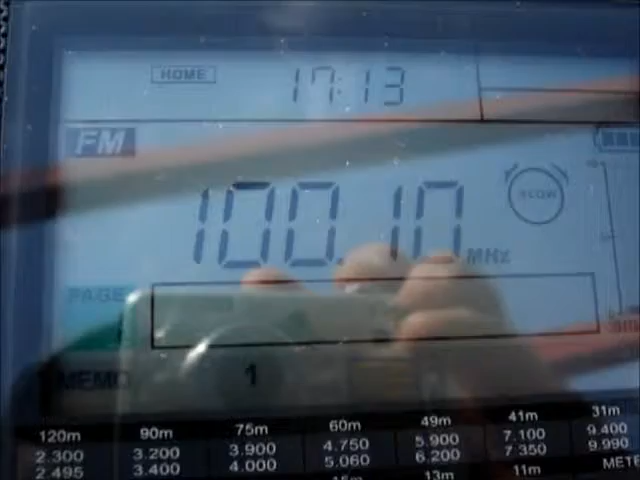 HOME 17:13
FM
100.10 MHz
SLOW
PAGE
MEMO 1
120m 90m 75m 60m 49m 41m 31m
2.300 3.200 3.900 4.750 5.900 7.100 9.400
2.495 3.400 4.000 5.060 6.200 7.350 9.990
13m 11m METE